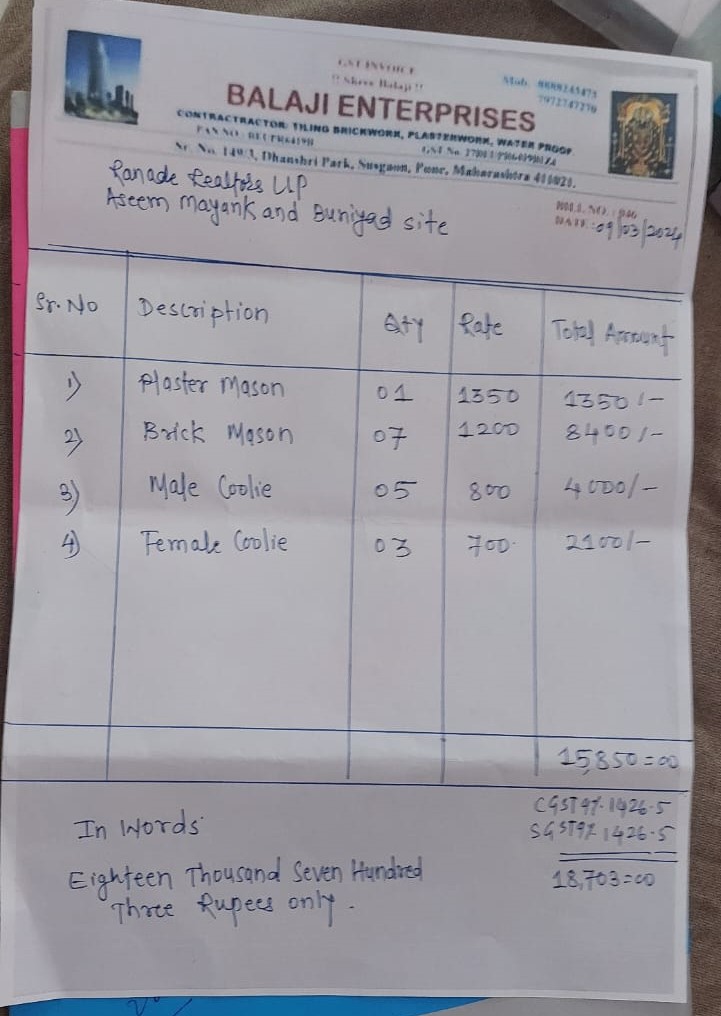 GST INVOICE
!! Shree Balaji !!
Mob. 9888245475
7972747270
BALAJI ENTERPRISES
CONTRACTRACTOR: TILING BRICKWORK, PLASTERWORK, WATER PROOF
PAN NO:
GST No.
Sr. No. 149/3, Dhanshri Park, Susgaon, Pune, Maharashtra 411021.
Ranade Realtors LLP
Aseem Mayank and Buniyad site
BILL NO. : 046
DATE : 09/03/2024
Sr. No Description Qty Rate Total Amount
1) Plaster Mason 01 1350 1350/-
2) Brick Mason 07 1200 8400/-
3) Male Coolie 05 800 4000/-
4) Female Coolie 03 700 2100/-
15,850=00
CGST 9% 1426.5
In Words
SGST 9% 1426.5
Eighteen Thousand Seven Hundred
18,703=00
Three Rupees only.